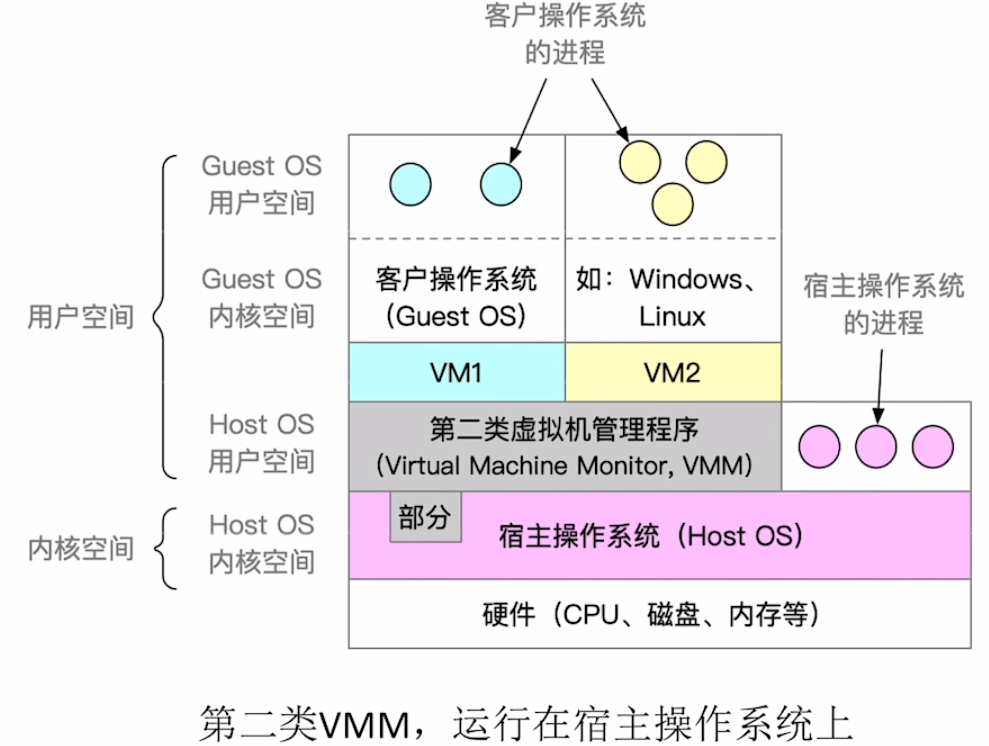 客户操作系统
的进程
Guest OS
用户空间
Guest OS
内核空间
客户操作系统
(Guest OS)
如：Windows、
Linux
宿主操作系统
的进程
用户空间
VM1
VM2
Host OS
用户空间
第二类虚拟机管理程序
(Virtual Machine Monitor, VMM)
内核空间
Host OS
内核空间
部分
宿主操作系统（Host OS）
硬件（CPU、磁盘、内存等）
第二类VMM，运行在宿主操作系统上